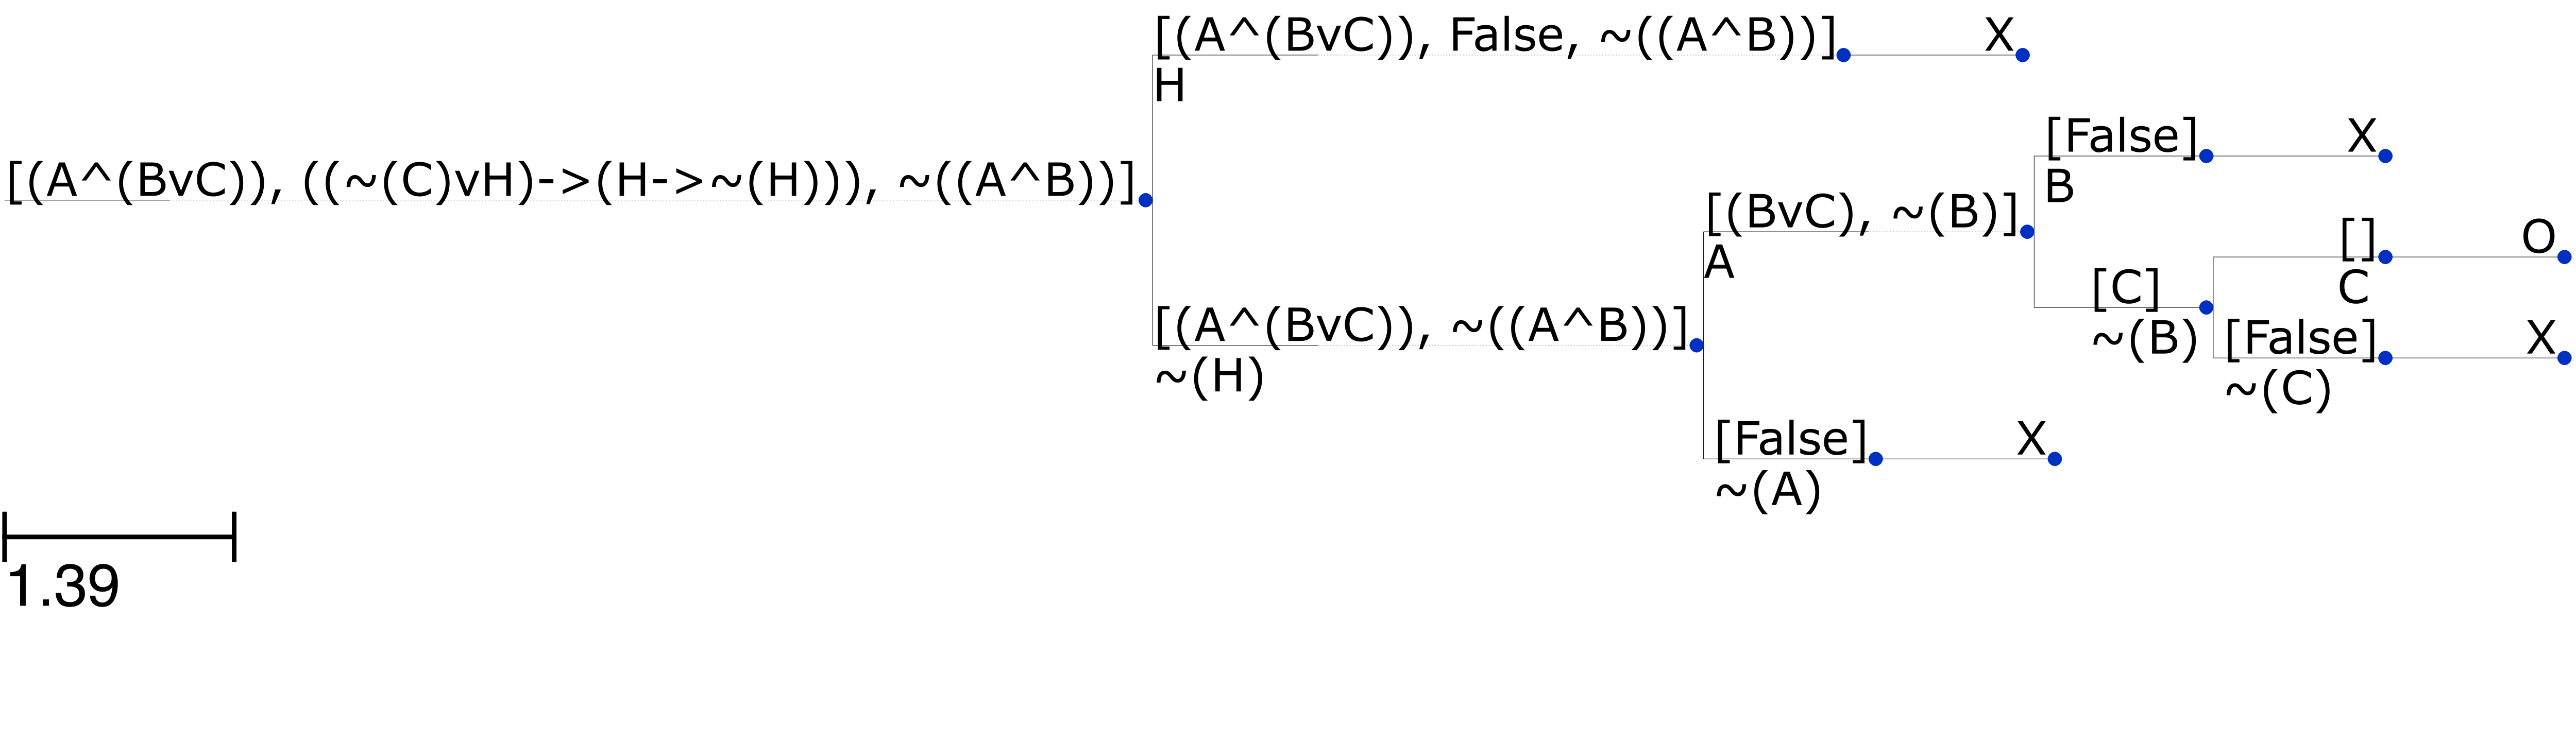 [(A^(BvC)), False, ~((A^B))]
X
H
[False]
X
[(A^(BvC)), ((~(C)vH)->(H->~(H))), ~((A^B))]
B
[(BvC), ~(B)]
[]
O
A
[C]
C
[(A^(BvC)), ~((A^B))]
~(B)
[False]
X
~(H)
~(C)
[False]
X
~(A)
1.39